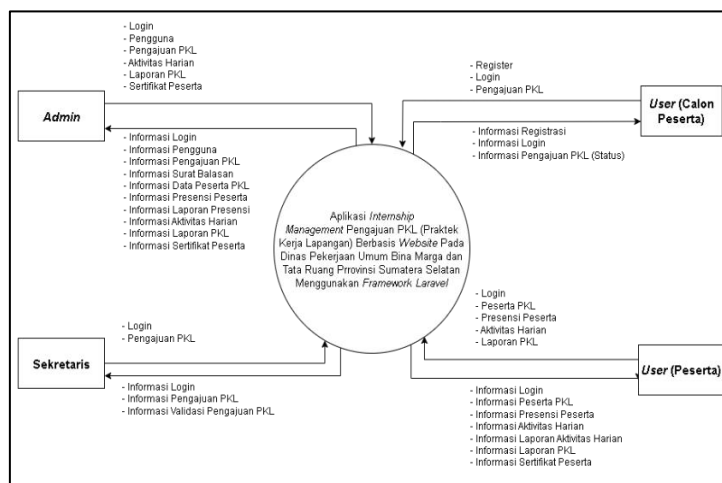 - Login
- Pengguna
- Pengajuan PKL
- Aktivitas Harian
- Laporan PKL
- Sertifikat Peserta
Admin
- Informasi Login
- Informasi Pengguna
- Informasi Pengajuan PKL
- Informasi Surat Balasan
- Informasi Data Peserta PKL
- Informasi Presensi Peserta
- Informasi Laporan Presensi
- Informasi Aktivitas Harian
- Informasi Laporan PKL
- Informasi Sertifikat Peserta
- Register
- Login
- Pengajuan PKL
User (Calon
Peserta)
- Informasi Registrasi
- Informasi Login
- Informasi Pengajuan PKL (Status)
Aplikasi Internship
Management Pengajuan PKL (Praktek
Kerja Lapangan) Berbasis Website Pada
Dinas Pekerjaan Umum Bina Marga dan
Tata Ruang Prrovinsi Sumatera Selatan
Menggunakan Framework Laravel
- Login
- Pengajuan PKL
Sekretaris
- Informasi Login
- Informasi Pengajuan PKL
- Informasi Validasi Pengajuan PKL
- Login
- Peserta PKL
- Presensi Peserta
- Aktivitas Harian
- Laporan PKL
User (Peserta)
- Informasi Login
- Informasi Peserta PKL
- Informasi Presensi Peserta
- Informasi Aktivitas Harian
- Informasi Laporan Aktivitas Harian
- Informasi Laporan PKL
- Informasi Sertifikat Peserta